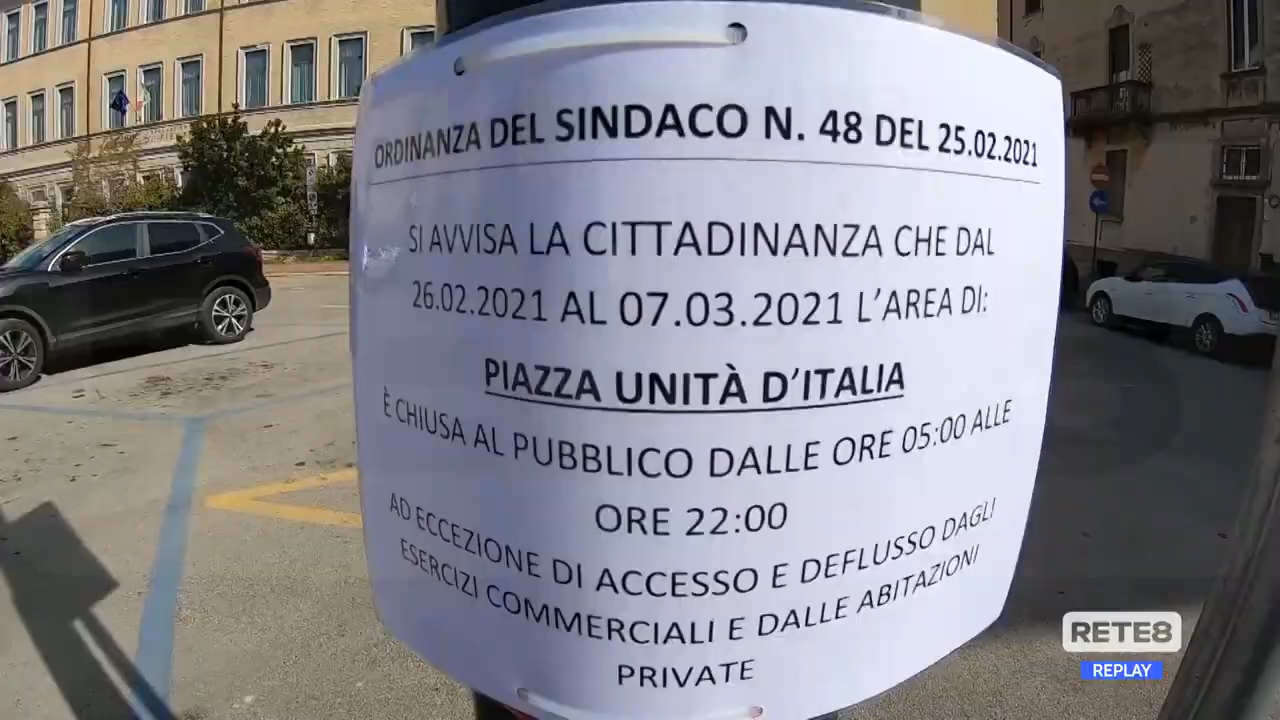 ORDINANZA DEL SINDACO N. 48 DEL 25.02.2021
SI AVVISA LA CITTADINANZA CHE DAL
26.02.2021 AL 07.03.2021 L'AREA DI:
PIAZZA UNITÀ D'ITALIA
È CHIUSA AL PUBBLICO DALLE ORE 05:00 ALLE
ORE 22:00
AD ECCEZIONE DI ACCESSO E DEFLUSSO DAGLI
ESERCIZI COMMERCIALI E DALLE ABITAZIONI
PRIVATE
RETE8
REPLAY